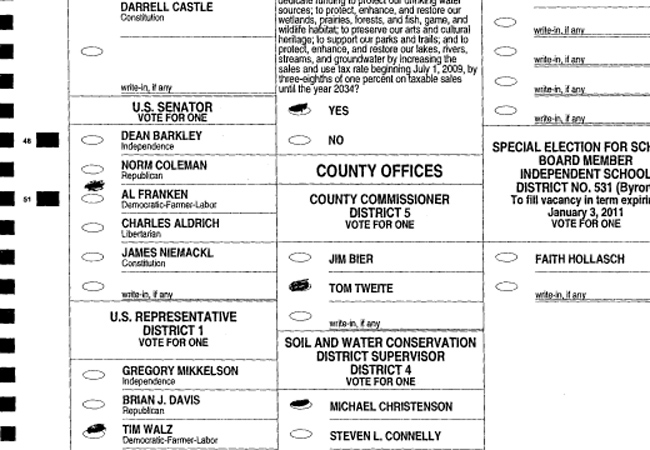 DARRELL CASTLE
Constitution
write-in, if any
U.S. SENATOR
VOTE FOR ONE
DEAN BARKLEY
Independence
NORM COLEMAN
Republican
AL FRANKEN
Democratic-Farmer-Labor
CHARLES ALDRICH
Libertarian
JAMES NIEMACKL
Constitution
write-in, if any
U.S. REPRESENTATIVE
DISTRICT 1
VOTE FOR ONE
GREGORY MIKKELSON
Independence
BRIAN J. DAVIS
Republican
TIM WALZ
Democratic-Farmer-Labor
48
51
dedicate funding to protect our drinking water
sources; to protect, enhance, and restore our
wetlands, prairies, forests, and fish, game, and
wildlife habitat; to preserve our arts and cultural
heritage; to support our parks and trails; and to
protect, enhance, and restore our lakes, rivers,
streams, and groundwater by increasing the
sales and use tax rate beginning July 1, 2009, by
three-eighths of one percent on taxable sales
until the year 2034?
YES
NO
COUNTY OFFICES
COUNTY COMMISSIONER
DISTRICT 5
VOTE FOR ONE
JIM BIER
TOM TWEITE
write-in, if any
SOIL AND WATER CONSERVATION
DISTRICT SUPERVISOR
DISTRICT 4
VOTE FOR ONE
MICHAEL CHRISTENSON
STEVEN L. CONNELLY
write-in, if any
write-in, if any
write-in, if any
write-in, if any
SPECIAL ELECTION FOR SCH
BOARD MEMBER
INDEPENDENT SCHOOL
DISTRICT NO. 531 (Byron
To fill vacancy in term expirin
January 3, 2011
VOTE FOR ONE
FAITH HOLLASCH
write-in, if any